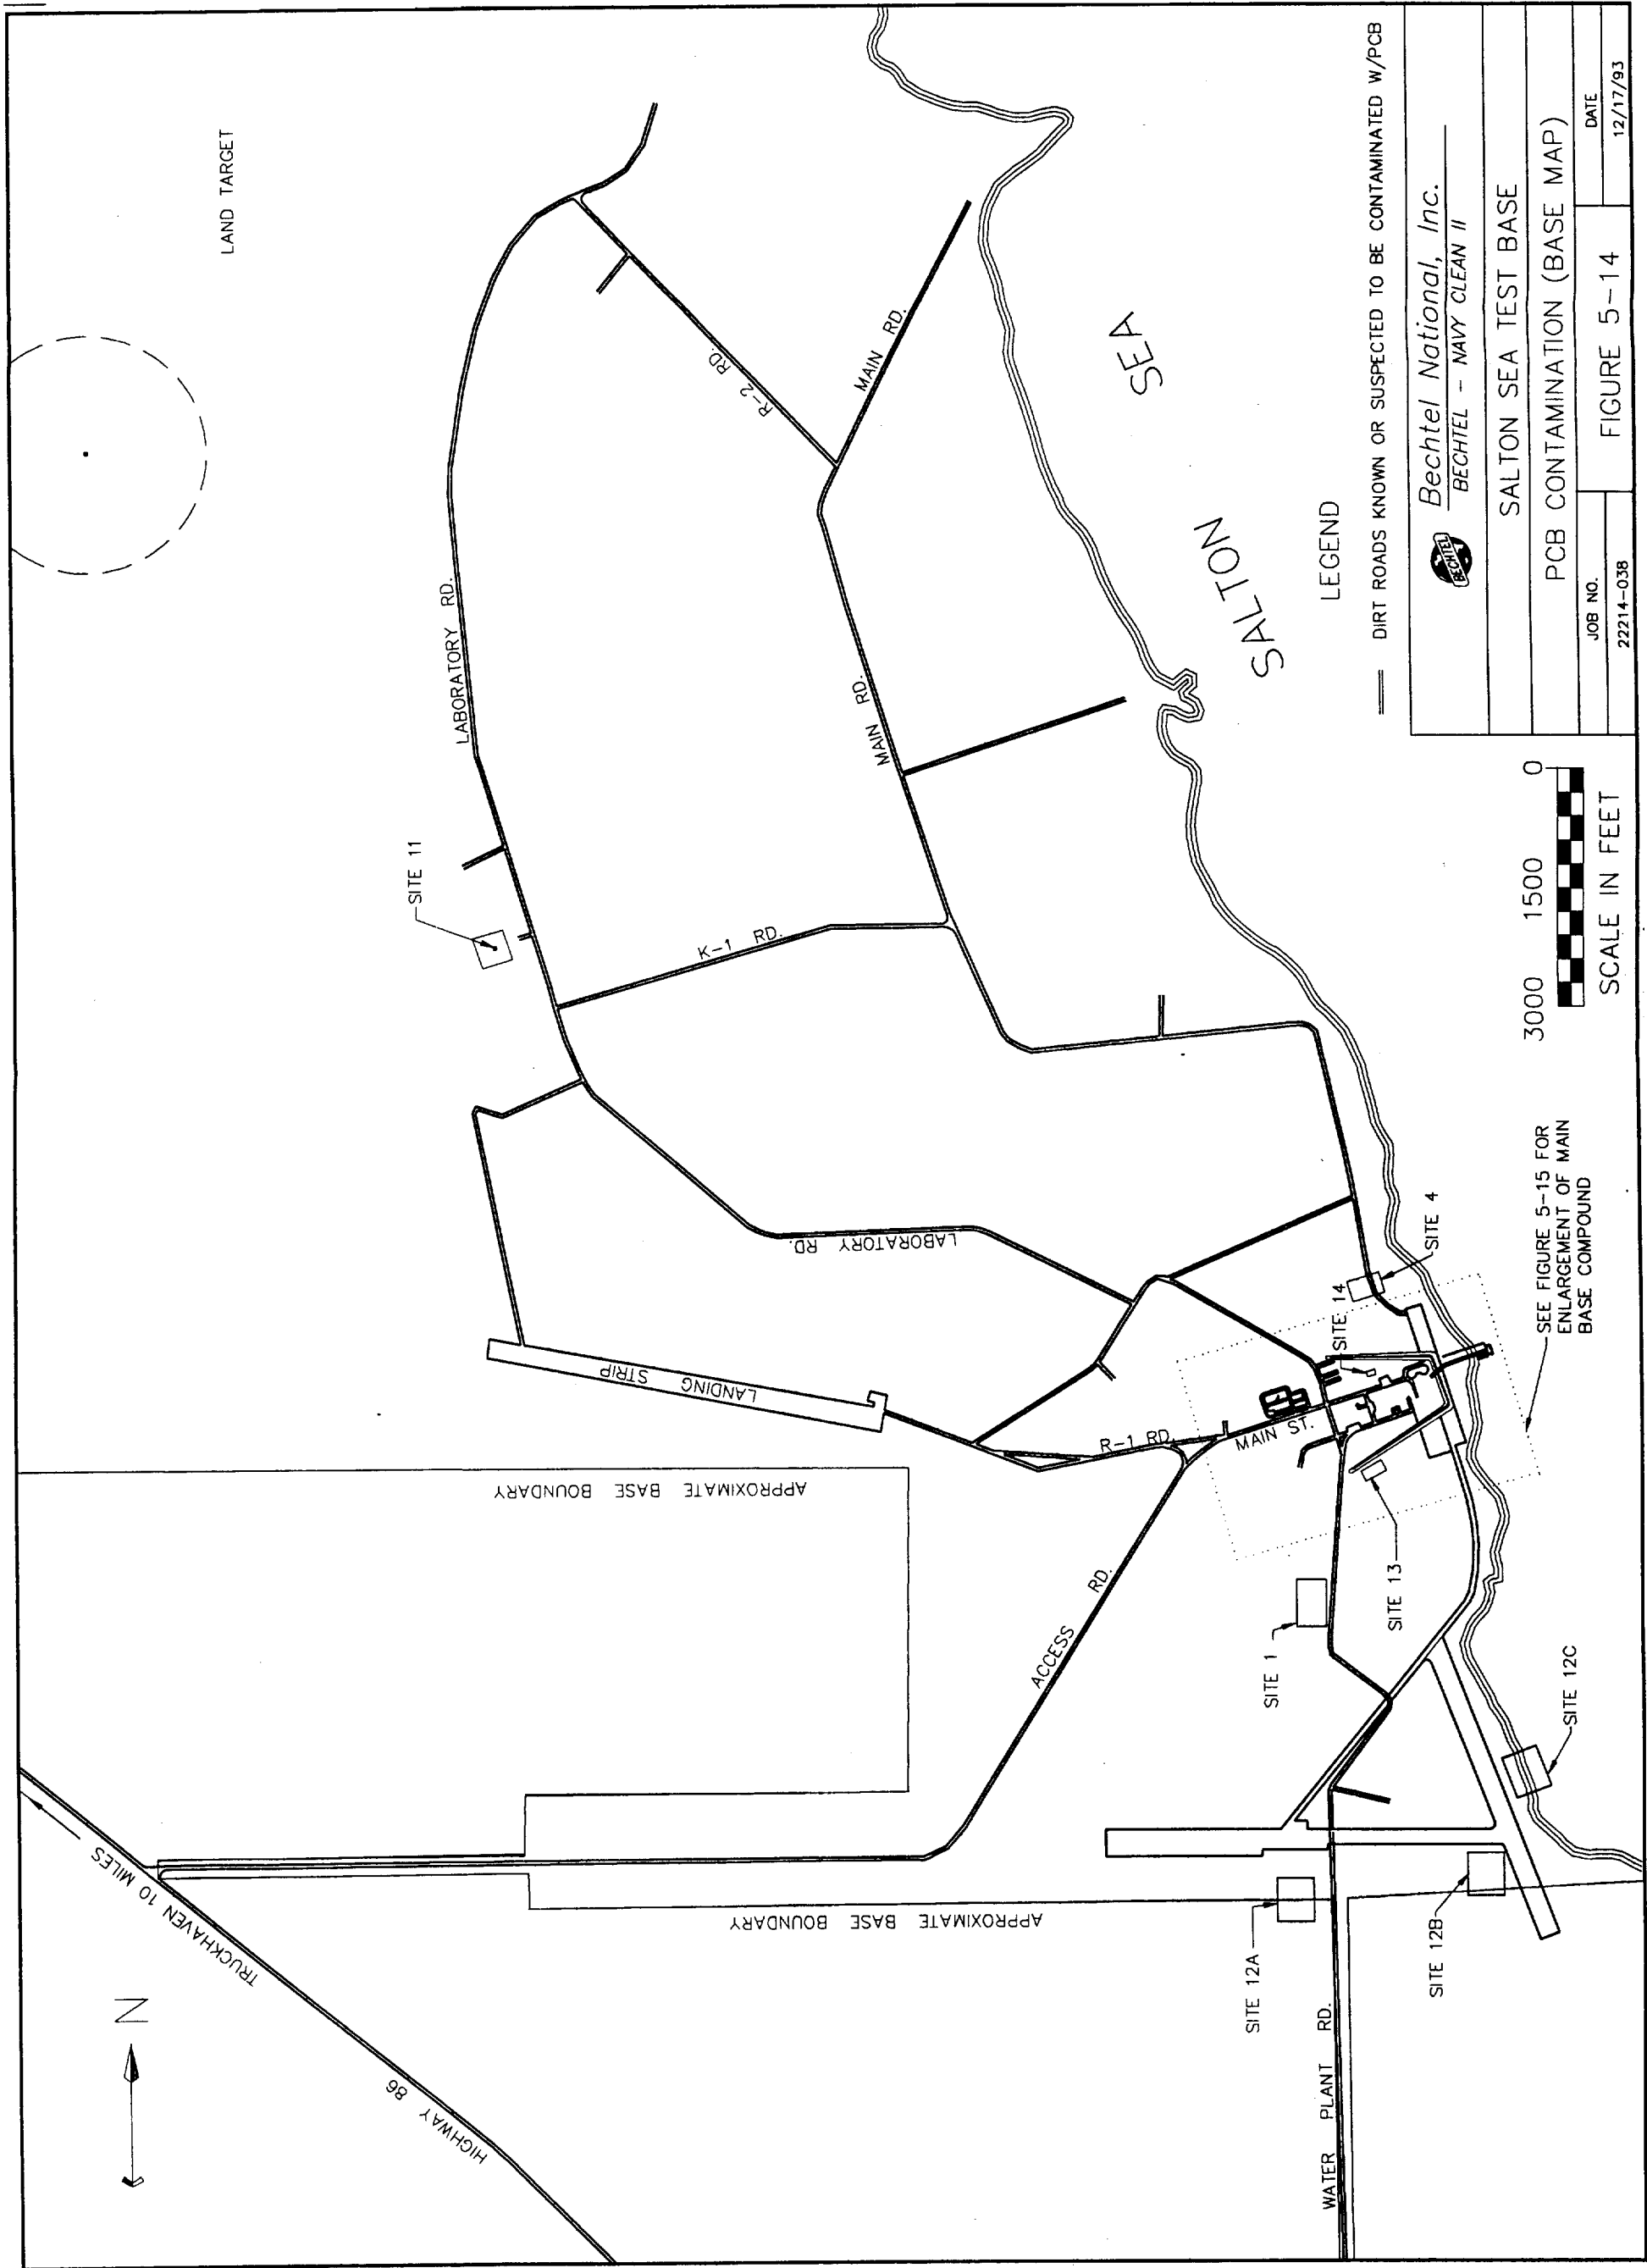 LAND TARGET
SITE 11
LABORATORY RD.
R-2 RD.
MAIN RD.
MAIN RD.
K-1 RD.
LABORATORY RD.
LANDING STRIP
R-1 RD.
MAIN ST.
ACCESS RD.
APPROXIMATE BASE BOUNDARY
APPROXIMATE BASE BOUNDARY
TRUCKHAVEN 10 MILES
HIGHWAY 86
N
WATER PLANT RD.
SITE 12A
SITE 12B
SITE 12C
SITE 1
SITE 13
SITE 14
SITE 4
SEE FIGURE 5-15 FOR
ENLARGEMENT OF MAIN
BASE COMPOUND
SALTON SEA
3000 1500 0
SCALE IN FEET
LEGEND
DIRT ROADS KNOWN OR SUSPECTED TO BE CONTAMINATED W/PCB
BECHTEL
Bechtel National, Inc.
BECHTEL - NAVY CLEAN II
SALTON SEA TEST BASE
PCB CONTAMINATION (BASE MAP)
JOB NO.
22214-038
FIGURE 5-14
DATE
12/17/93